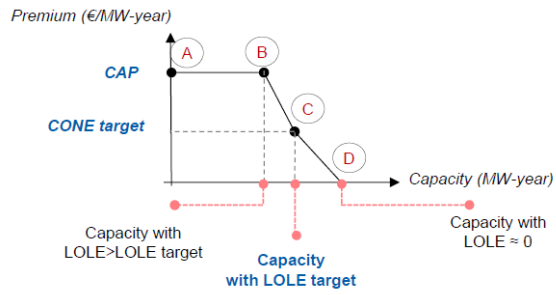 Premium (€/MW-year)
A
B
CAP
C
CONE target
D
Capacity (MW-year)
Capacity with
LOLE>LOLE target
Capacity
with LOLE target
Capacity with
LOLE ≈ 0